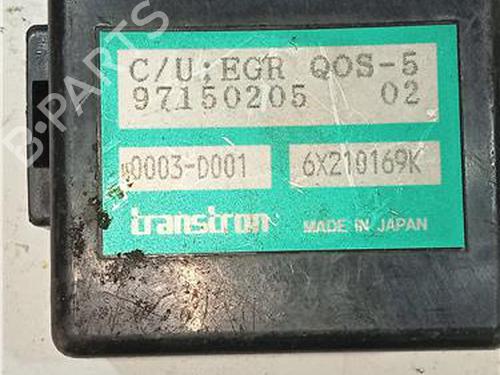 C/U;EGR QOS-5
97150205 02
0003-D001 6X210169K
transtron MADE IN JAPAN
B-PARTS